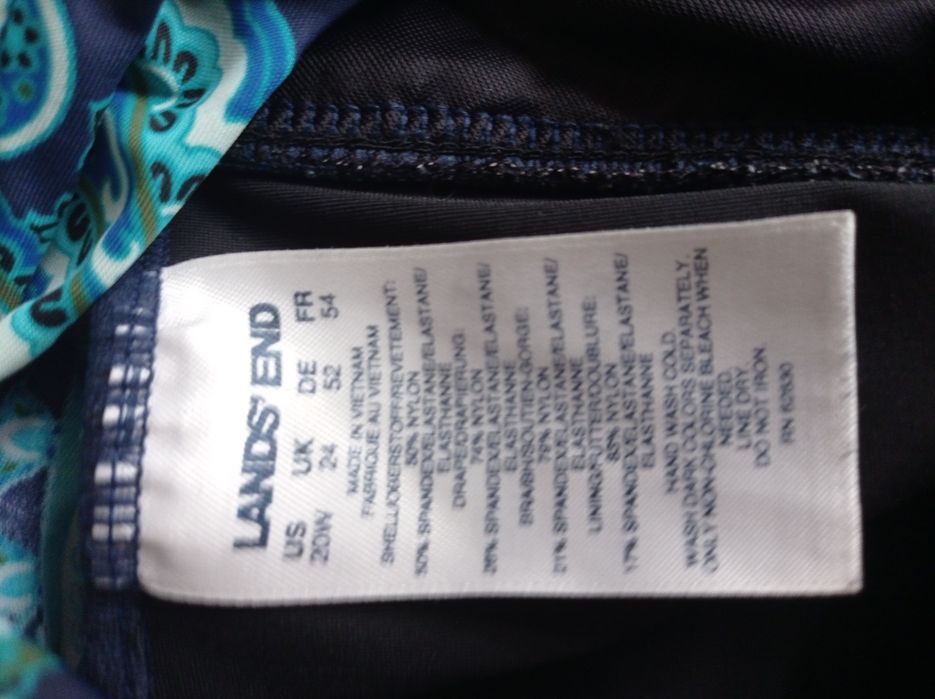 LANDS' END
US UK DE FR
20W 24 52 54
MADE IN VIETNAM
FABRIQUE AU VIETNAM
SHELL/OBERSTOFF/REVETEMENT:
50% NYLON
50% SPANDEX/ELASTANE/ELASTANE/
ELASTHANNE
DRAPE/DRAPIERUNG:
74% NYLON
26% SPANDEX/ELASTANE/ELASTANE/
ELASTHANNE
BRA/BH/SOUTIEN-GORGE:
79% NYLON
21% SPANDEX/ELASTANE/ELASTANE/
ELASTHANNE
LINING/FUTTER/DOUBLURE:
83% NYLON
17% SPANDEX/ELASTANE/ELASTANE/
ELASTHANNE
HAND WASH COLD.
WASH DARK COLORS SEPARATELY.
ONLY NON-CHLORINE BLEACH WHEN
NEEDED.
LINE DRY.
DO NOT IRON.
RN